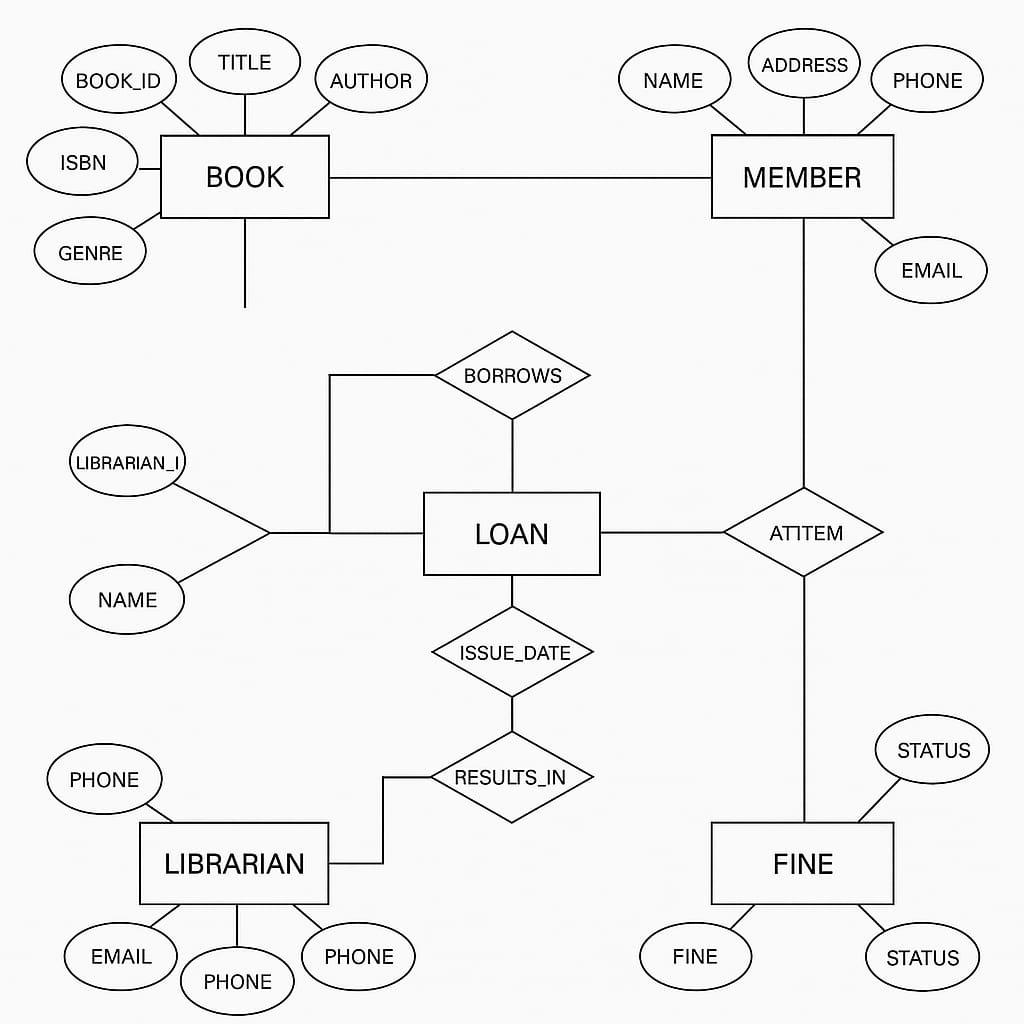 TITLE
BOOK_ID
AUTHOR
ISBN
BOOK
GENRE
ADDRESS
NAME
PHONE
MEMBER
EMAIL
BORROWS
LIBRARIAN_I
NAME
LOAN
ATITEM
ISSUE_DATE
RESULTS_IN
PHONE
LIBRARIAN
EMAIL
PHONE
PHONE
STATUS
FINE
FINE
STATUS